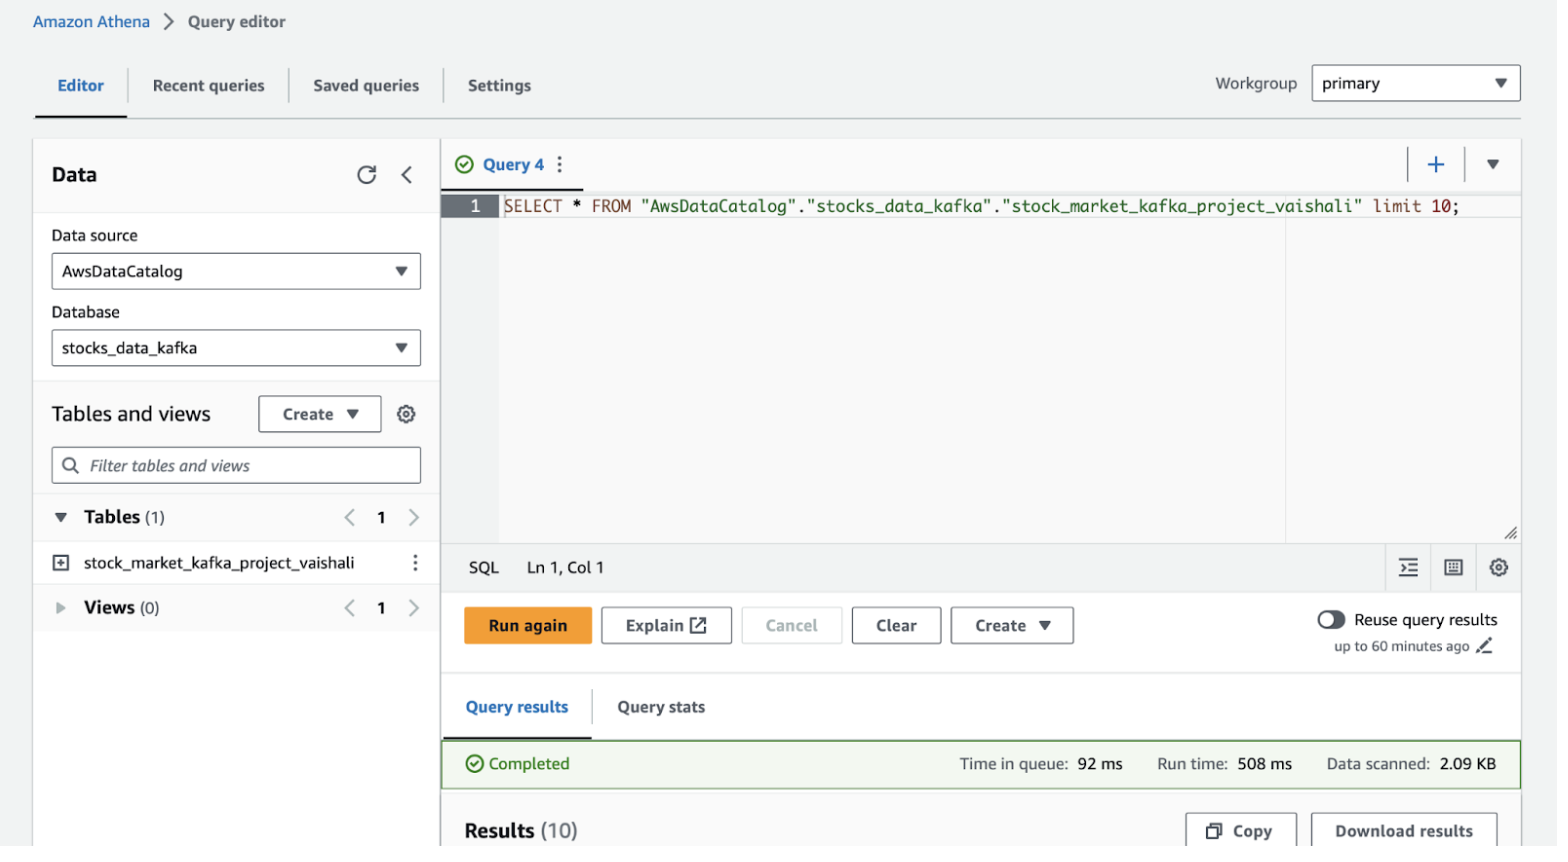 Amazon Athena > Query editor
Editor Recent queries Saved queries Settings Workgroup primary
Data
Data source
AwsDataCatalog
Database
stocks_data_kafka
Tables and views Create
Filter tables and views
Tables (1) < 1 >
stock_market_kafka_project_vaishali
Views (0) < 1 >
Query 4
1 SELECT * FROM "AwsDataCatalog"."stocks_data_kafka"."stock_market_kafka_project_vaishali" limit 10;
SQL Ln 1, Col 1
Run again Explain Cancel Clear Create Reuse query results
up to 60 minutes ago
Query results Query stats
Completed Time in queue: 92 ms Run time: 508 ms Data scanned: 2.09 KB
Results (10) Copy Download results